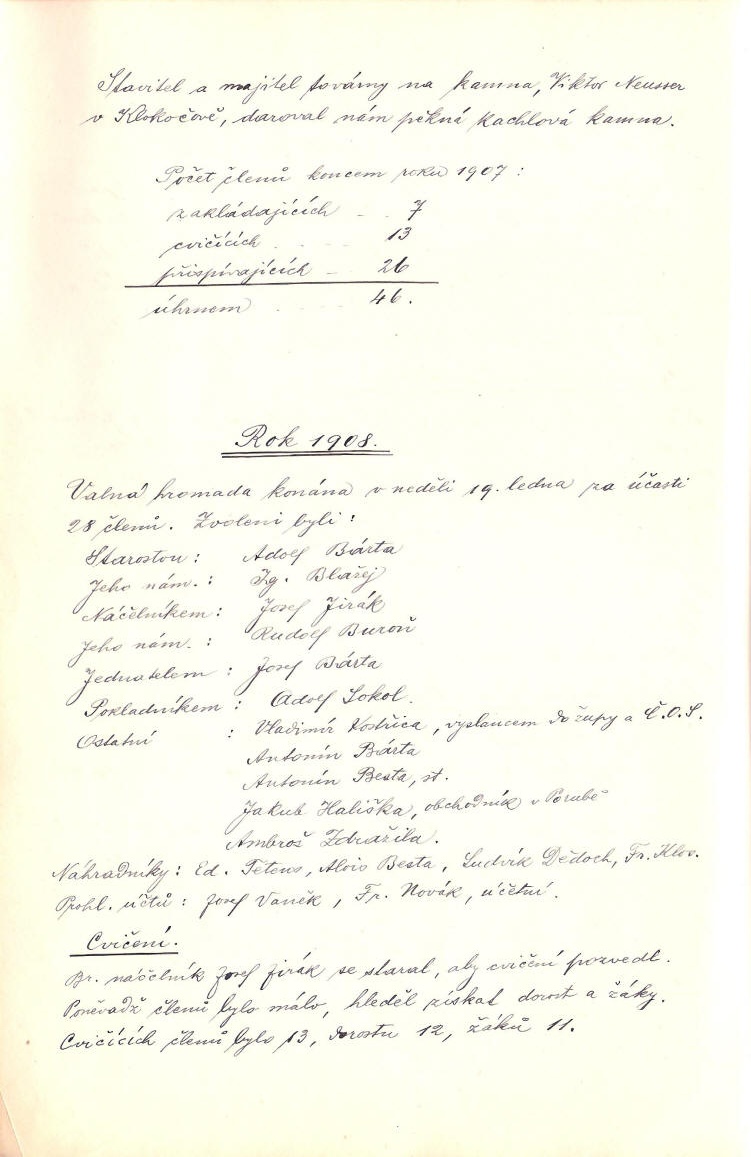 Stavitel a majitel továrny na kamna, Viktor Neusser
v Klokočově, daroval nám pěkná kachlová kamna.
Počet členů koncem roku 1907 :
zakládajících 7
cvičících 13
přispívajících 26
úhrnem 46.
Rok 1908.
Valná hromada konána v neděli 19. ledna za účasti
28 členů. Zvoleni byli :
Starostou : Adolf Bárta
Jeho nám. : Ig. Blažej
Náčelníkem : Josef Jirák
Jeho nám. : Rudolf Buroň
Jednatelem : Josef Bárta
Pokladníkem : Adolf Sokol.
Ostatní : Vladimír Kostřica, vyslancem do župy a Č.O.S.
Antonín Bárta
Antonín Besta, st.
Jakub Hališka, obchodník v Porubě
Ambrož Zdražila.
Náhradníky : Ed. Tetens, Alois Besta, Ludvík Dědoch, Fr. Klos.
Prohl. účtů : Josef Vaněk, Fr. Novák, účetní.
Cvičení.
Br. náčelník Josef Jirák se staral, aby cvičení pozvedl.
Poněvadž členů bylo málo, hleděl získat dorost a žáky.
Cvičících členů bylo 13, dorostu 12, žáků 11.